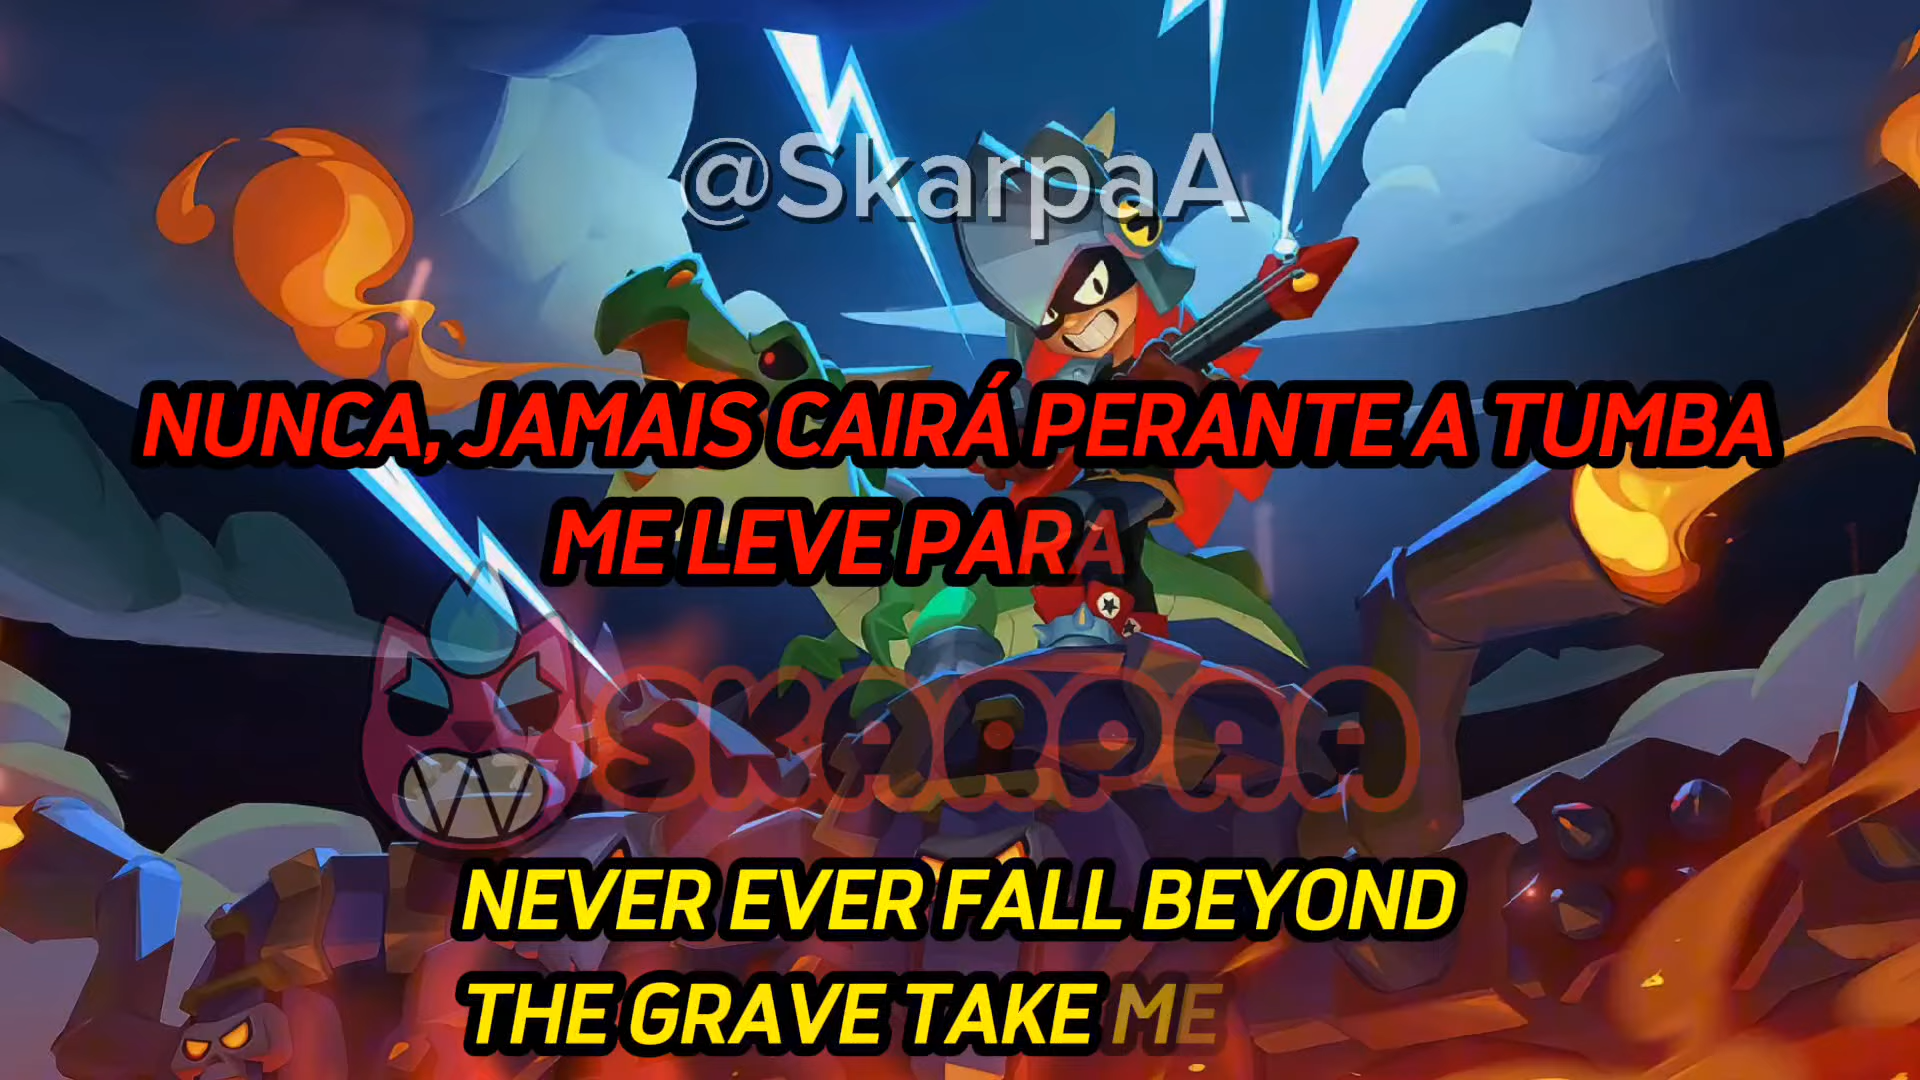 @SkarpaA
NUNCA, JAMAIS CAIRÁ PERANTE A TUMBA
ME LEVE PARA
SKARPAA
NEVER EVER FALL BEYOND
THE GRAVE TAKE ME